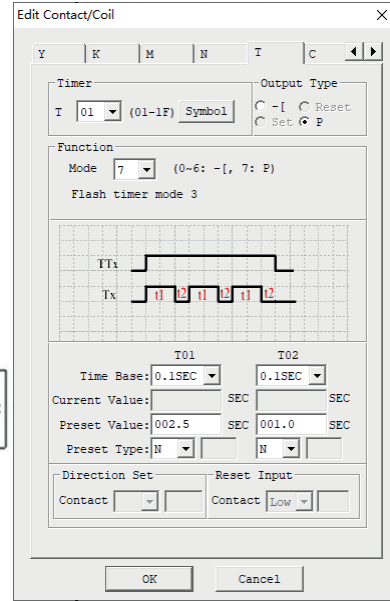 Edit Contact/Coil
Y K M N T C
Timer
T 01 (01-1F) Symbol
Output Type
-[ Reset
Set P
Function
Mode 7 (0~6: -[, 7: P)
Flash timer mode 3
TTx
Tx t1 t2 t1 t2 t1 t2
T01 T02
Time Base: 0.1SEC 0.1SEC
Current Value: SEC SEC
Preset Value: 002.5 SEC 001.0 SEC
Preset Type: N N
Direction Set
Contact
Reset Input
Contact Low
OK Cancel